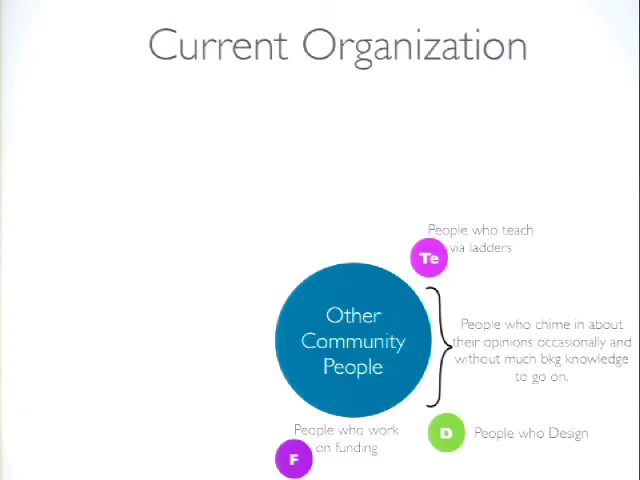 Current Organization
People who teach
via ladders
Te
Other
Community
People
People who chime in about
their opinions occasionally and
without much bkg knowledge
to go on.
People who work
on funding
F
D
People who Design